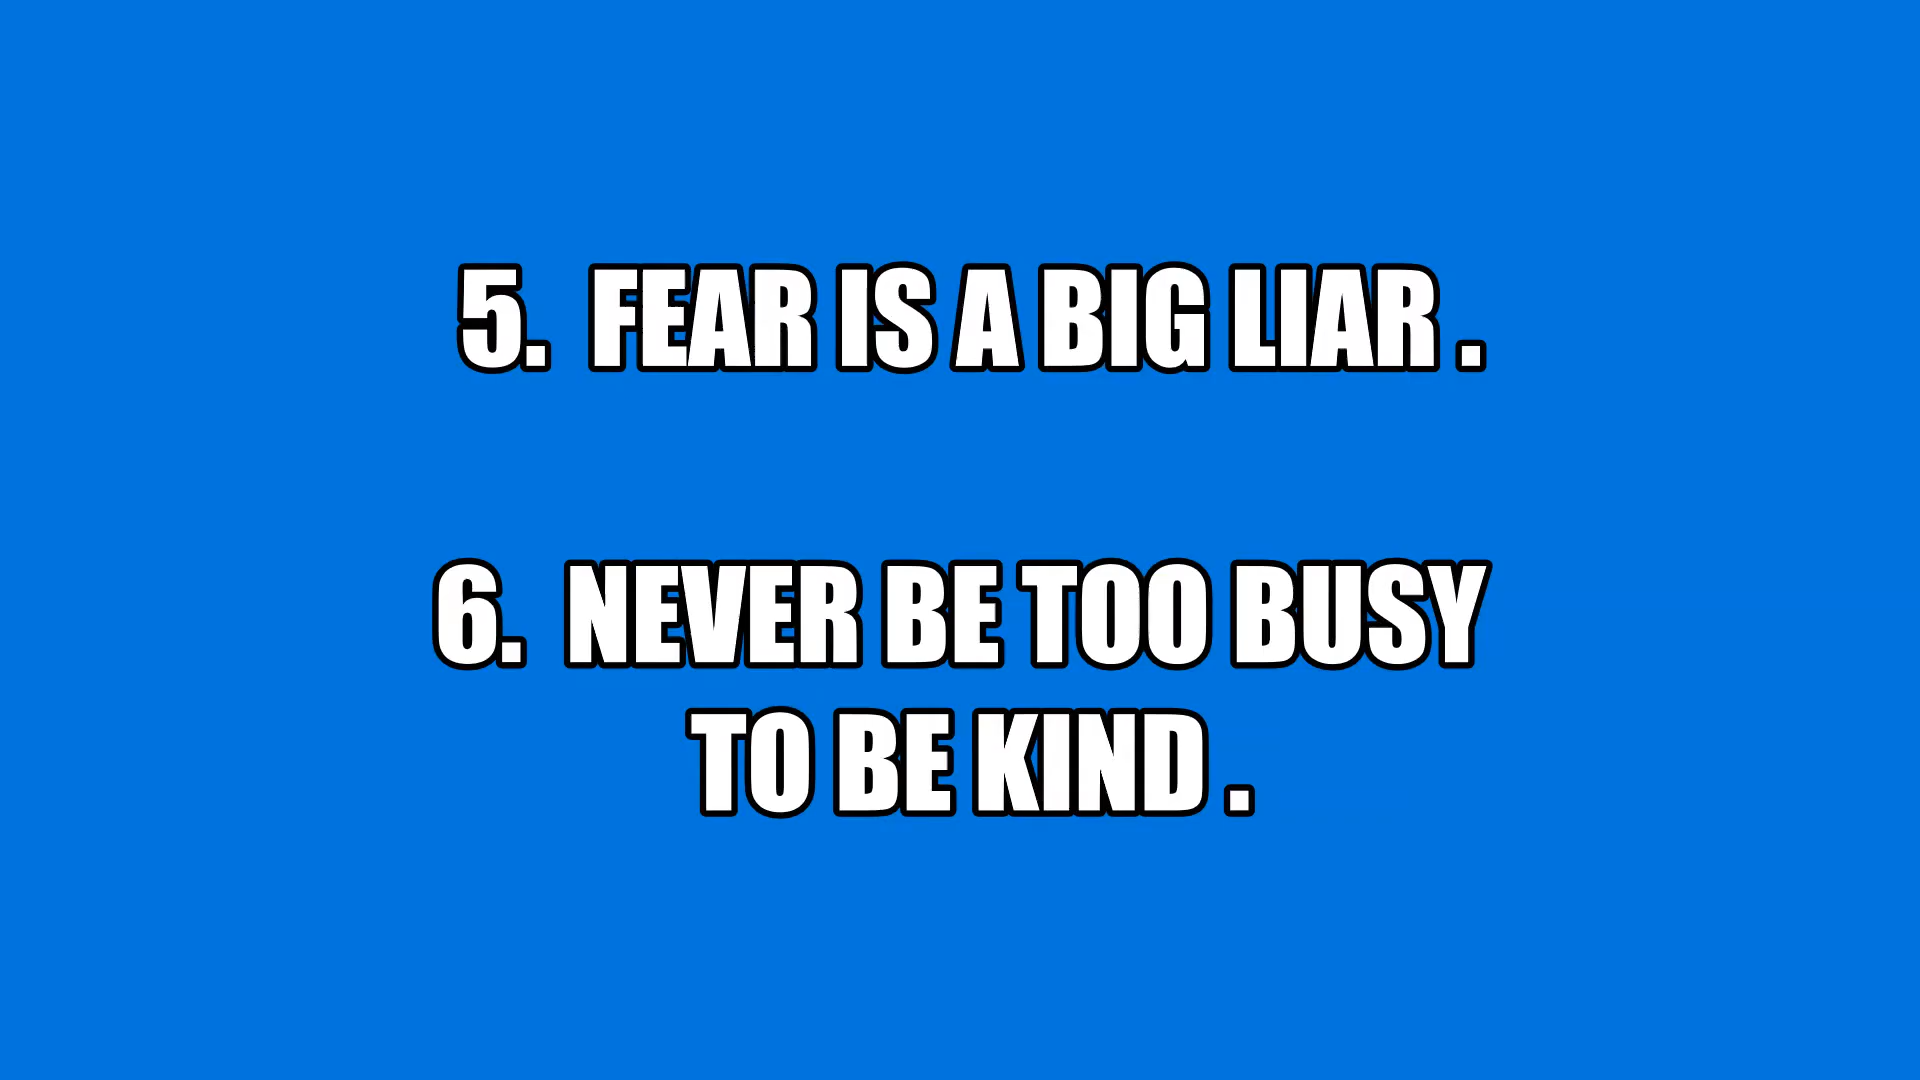 5. FEAR IS A BIG LIAR .
6. NEVER BE TOO BUSY
TO BE KIND .